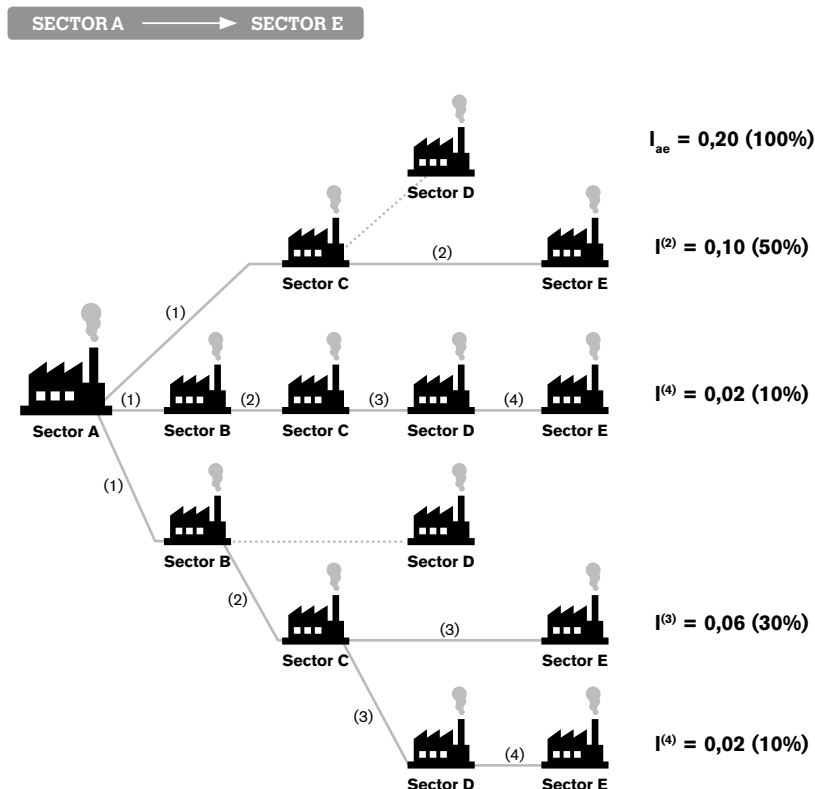 SECTOR A SECTOR E
I_ae = 0,20 (100%)
Sector D
I^(2) = 0,10 (50%)
(2)
Sector C Sector E
(1)
I^(4) = 0,02 (10%)
(1) (2) (3) (4)
Sector A Sector B Sector C Sector D Sector E
(1)
Sector B Sector D
(2)
I^(3) = 0,06 (30%)
(3)
Sector C Sector E
(3)
I^(4) = 0,02 (10%)
(4)
Sector D Sector E